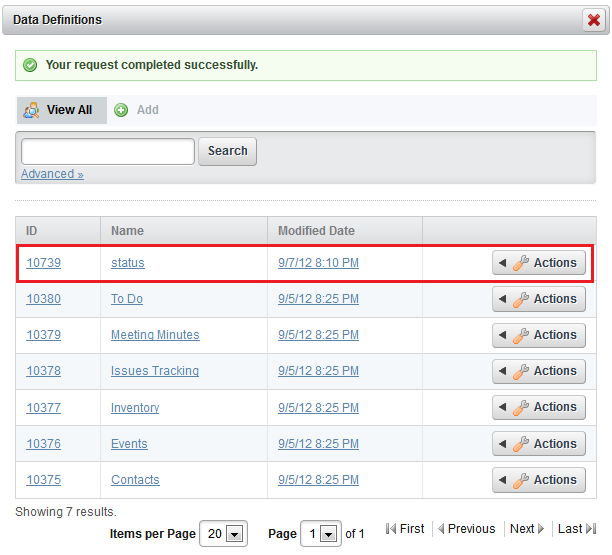 Data Definitions
Your request completed successfully.
View All Add
Search
Advanced »
ID Name Modified Date
10739 status 9/7/12 8:10 PM Actions
10380 To Do 9/5/12 8:25 PM Actions
10379 Meeting Minutes 9/5/12 8:25 PM Actions
10378 Issues Tracking 9/5/12 8:25 PM Actions
10377 Inventory 9/5/12 8:25 PM Actions
10376 Events 9/5/12 8:25 PM Actions
10375 Contacts 9/5/12 8:25 PM Actions
Showing 7 results.
Items per Page 20 Page 1 of 1 First Previous Next Last